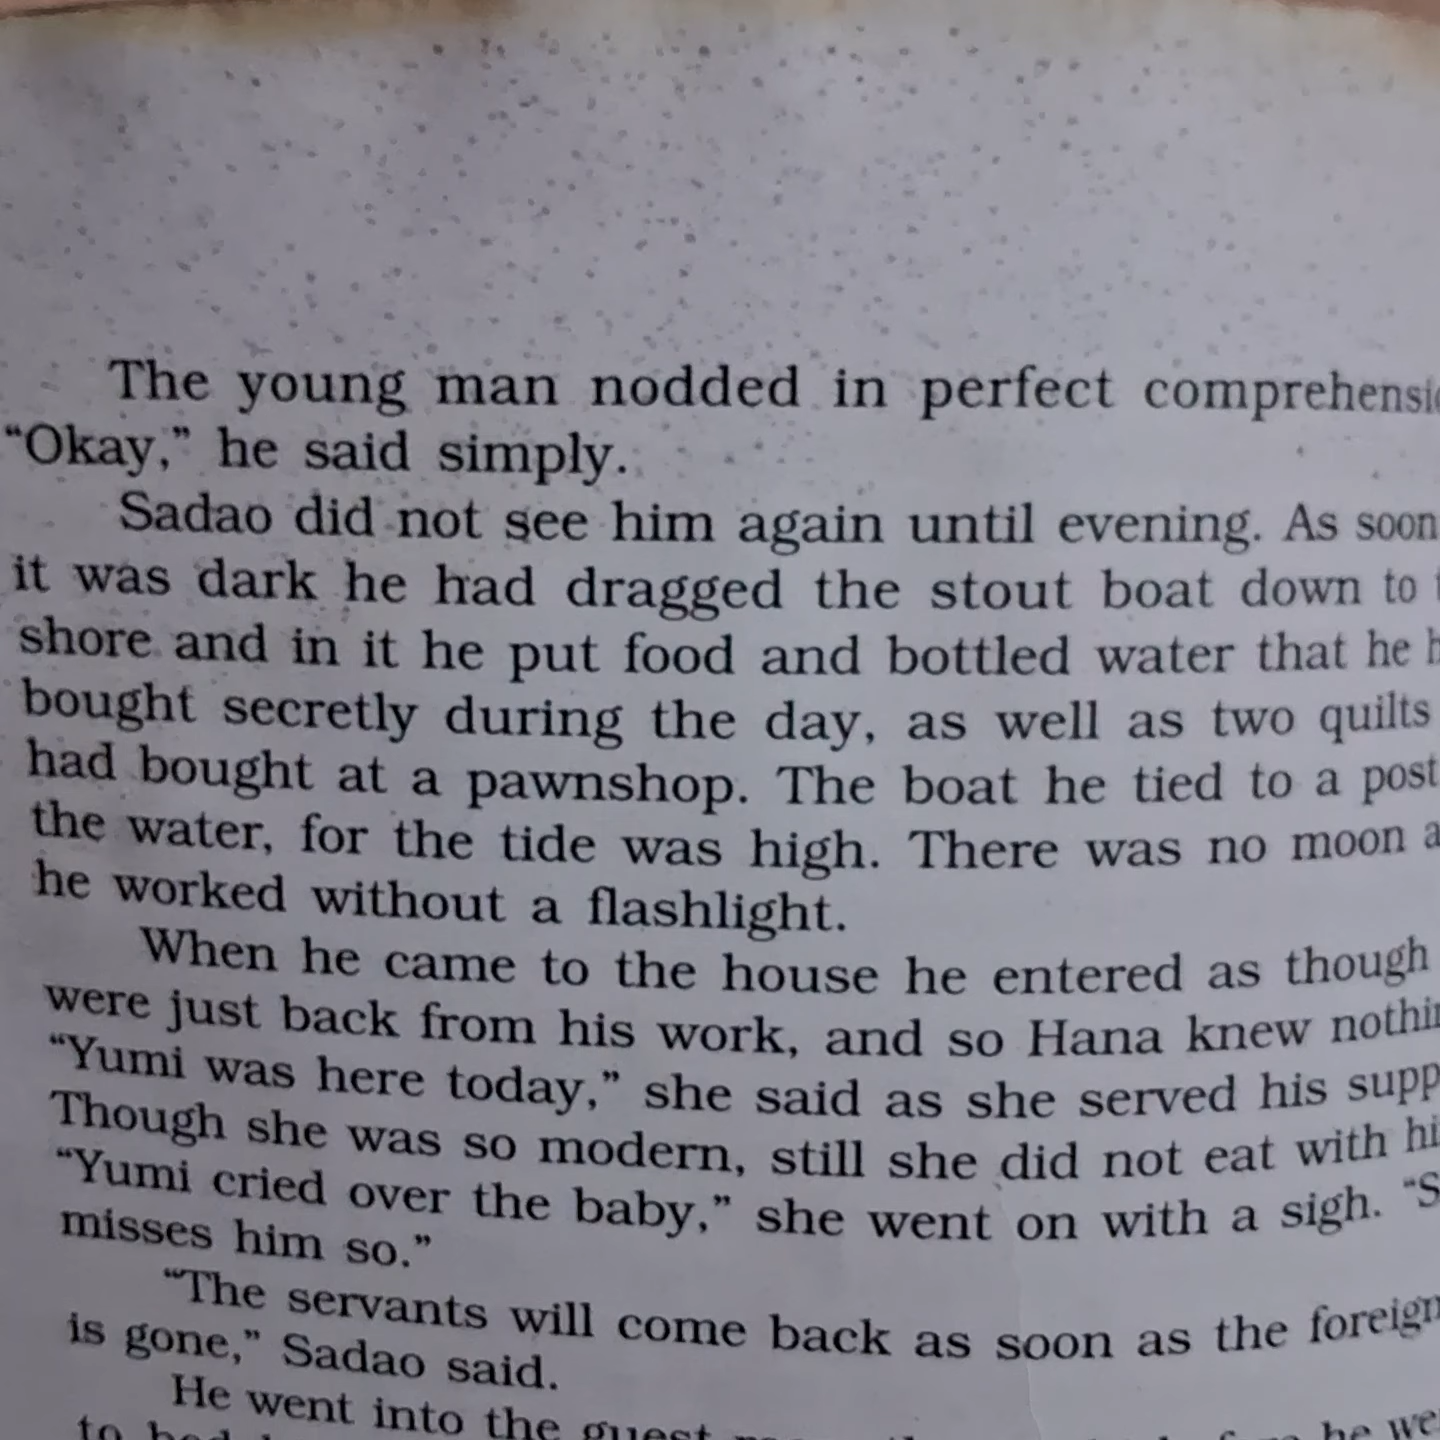 The young man nodded in perfect
“Okay,” he said simply.
Sadao did not see him again until evening. As soon
it was dark he had dragged the stout boat down to
shore and in it he put food and bottled water that he
bought secretly during the day, as well as two quilts
had bought at a pawnshop. The boat he tied to a post
the water, for the tide was high. There was no moon
he worked without a flashlight.
When he came to the house he entered as though
were just back from his work, and so Hana knew
“Yumi was here today,” she said as she served his
Though she was so modern, still she did not eat with
“Yumi cried over the baby,” she went on with a sigh.
misses him so.”
“The servants will come back as soon as the
is gone,” Sadao said.
He went into the guest
to